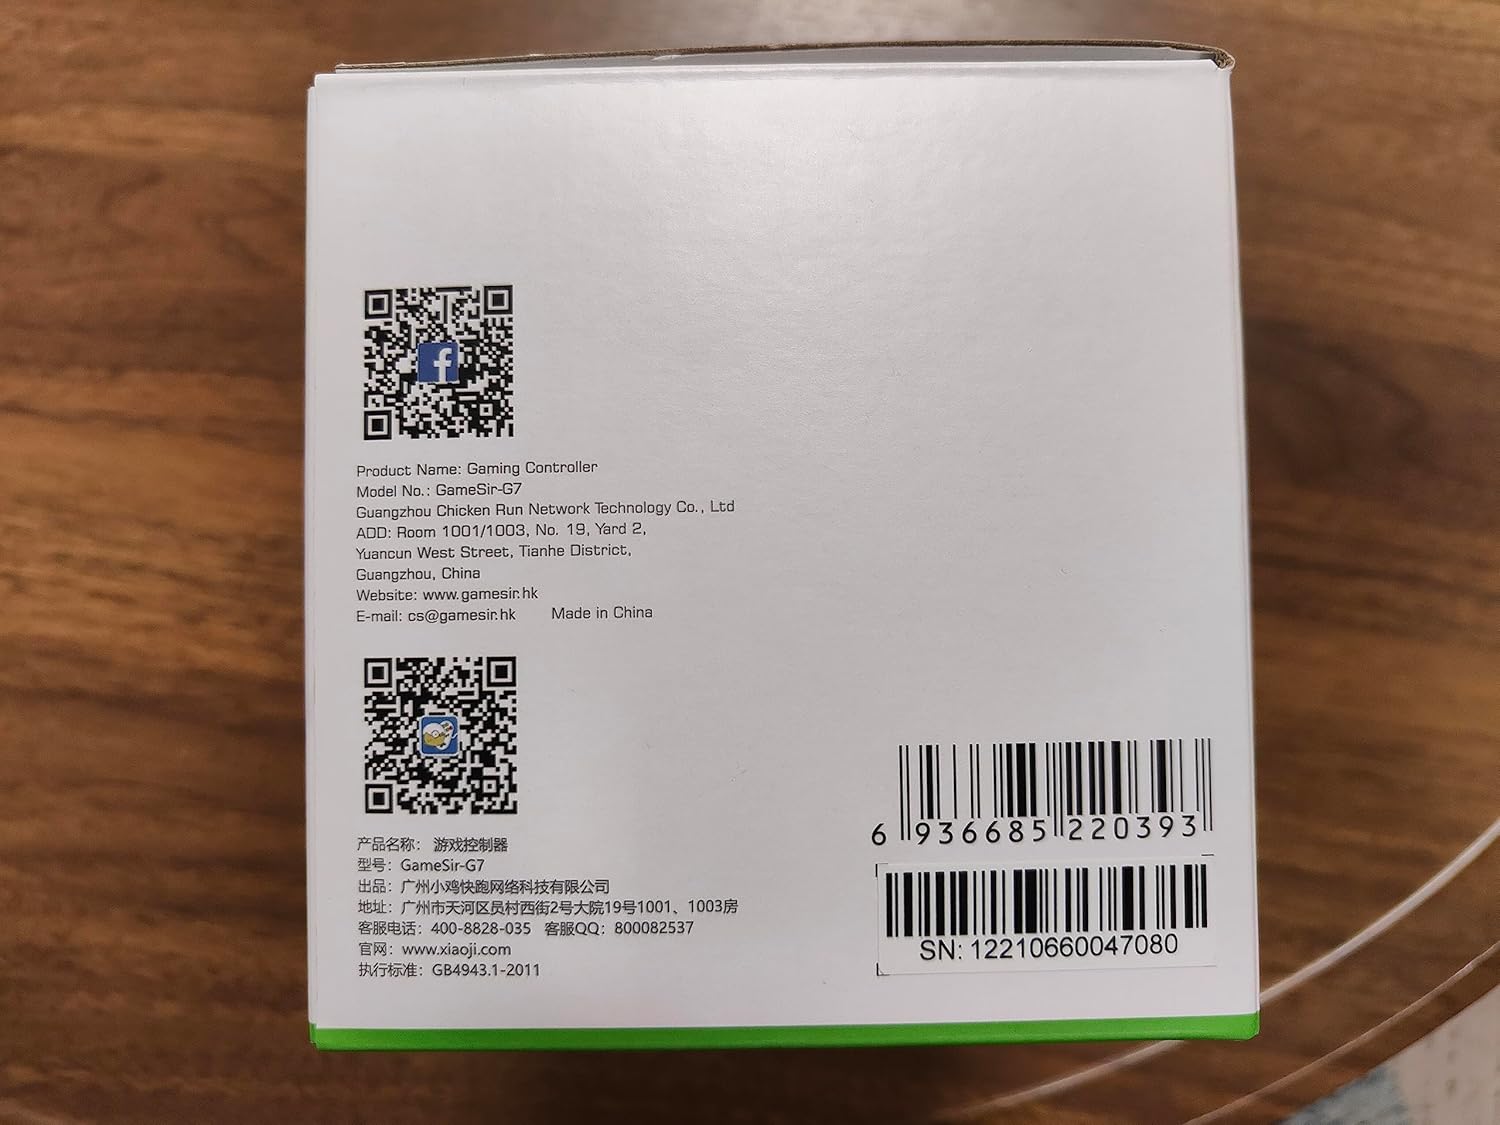 Product Name: Gaming Controller
Model No.: GameSir-G7
Guangzhou Chicken Run Network Technology Co., Ltd
ADD: Room 1001/1003, No. 19, Yard 2,
Yuancun West Street, Tianhe District,
Guangzhou, China
Website: www.gamesir.hk
E-mail: cs@gamesir.hk Made in China
产品名称： 游戏控制器
型号：GameSir-G7
出品：广州小鸡快跑网络科技有限公司
地址：广州市天河区员村西街2号大院19号1001、1003房
客服电话：400-8828-035 客服QQ：800082537
官网：www.xiaoji.com
执行标准：GB4943.1-2011
6 936685 220393
SN: 12210660047080